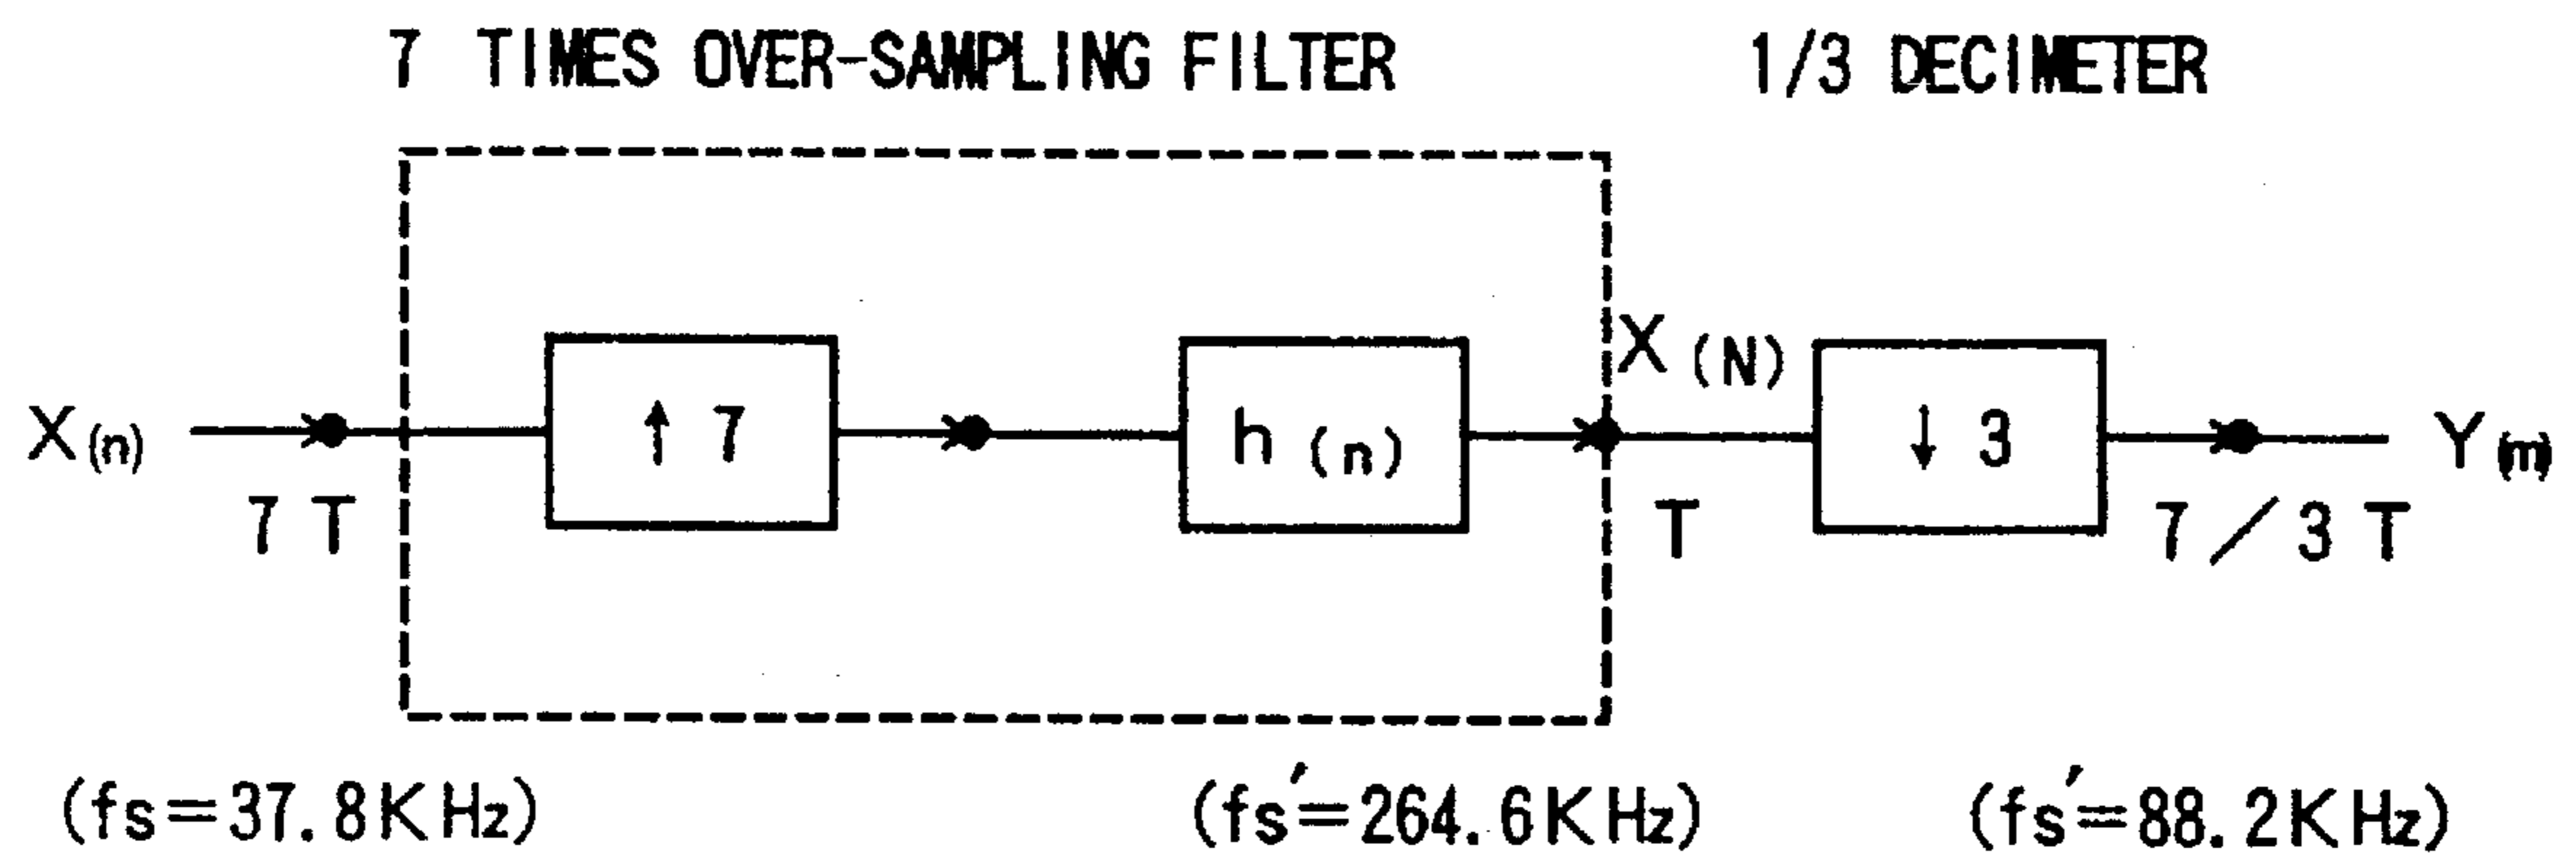 7 TIMES OVER-SAMPLING FILTER
1/3 DECIMETER
X(n)
7T
↑ 7
h(n)
X(N)
T
↓ 3
7/3 T
Y(m)
(fs=37.8KHz)
(fs'=264.6KHz)
(fs'=88.2KHz)